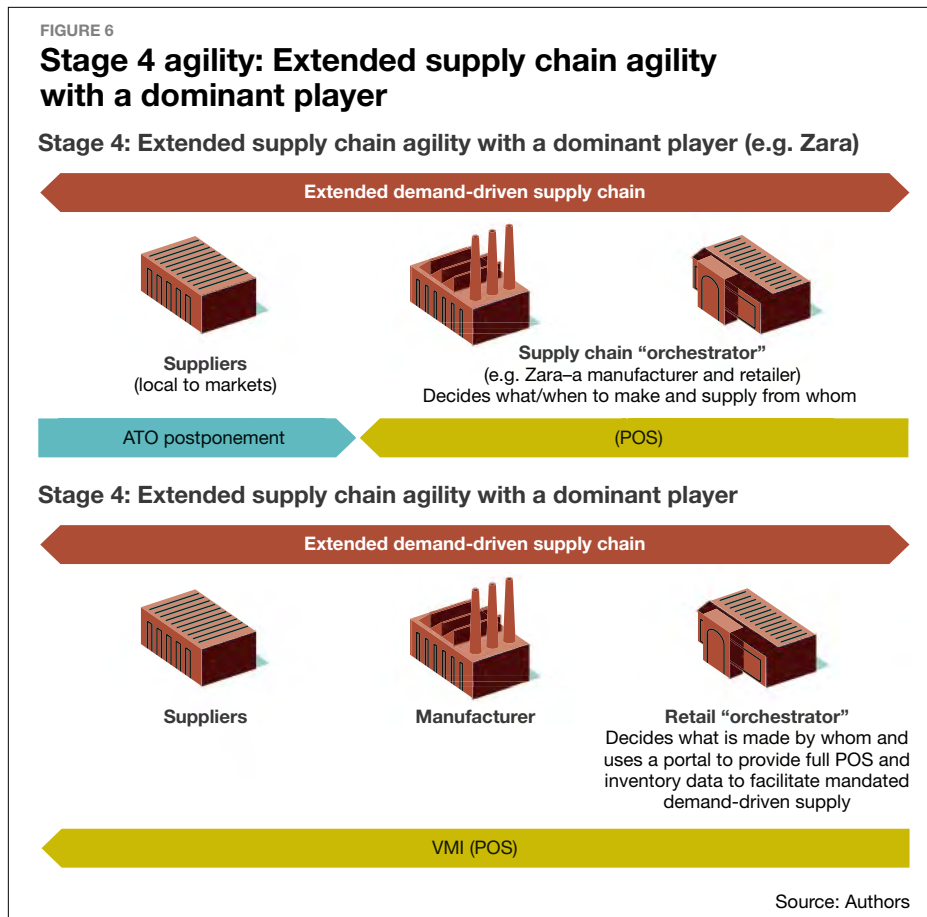 FIGURE 6
Stage 4 agility: Extended supply chain agility
with a dominant player
Stage 4: Extended supply chain agility with a dominant player (e.g. Zara)
Extended demand-driven supply chain
Suppliers
(local to markets)
Supply chain “orchestrator”
(e.g. Zara–a manufacturer and retailer)
Decides what/when to make and supply from whom
ATO postponement
(POS)
Stage 4: Extended supply chain agility with a dominant player
Extended demand-driven supply chain
Suppliers
Manufacturer
Retail “orchestrator”
Decides what is made by whom and
uses a portal to provide full POS and
inventory data to facilitate mandated
demand-driven supply
VMI (POS)
Source: Authors